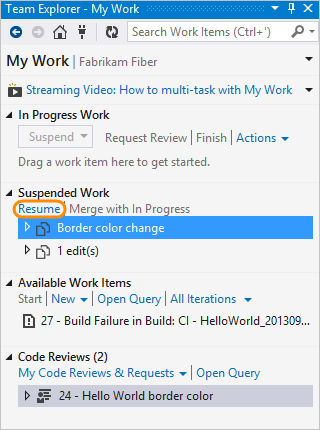 Team Explorer - My Work
Search Work Items (Ctrl+')
My Work | Fabrikam Fiber
Streaming Video: How to multi-task with My Work
In Progress Work
Suspend | Request Review | Finish | Actions
Drag a work item here to get started.
Suspended Work
Resume | Merge with In Progress
Border color change
1 edit(s)
Available Work Items
Start | New | Open Query | All Iterations
27 - Build Failure in Build: CI - HelloWorld_201309...
Code Reviews (2)
My Code Reviews & Requests | Open Query
24 - Hello World border color